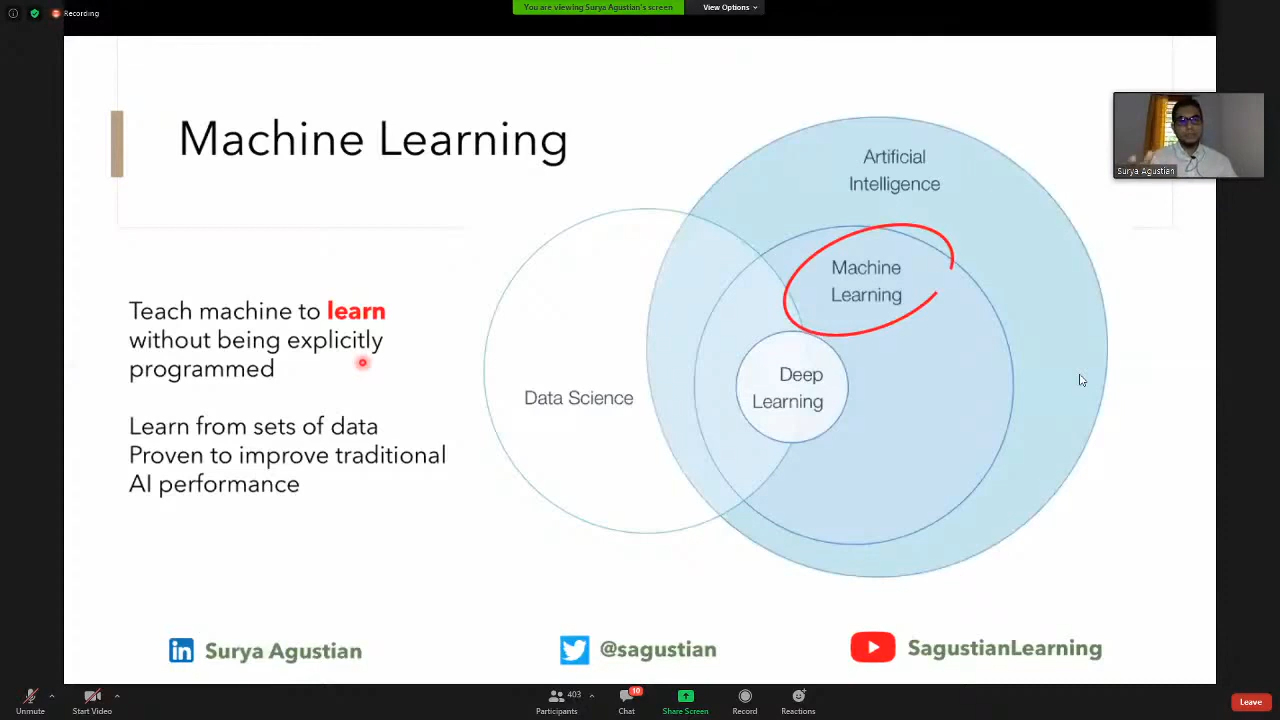 Recording
You are viewing Surya Agustian's screen
View Options
Machine Learning
Surya Agustian
Artificial
Intelligence
Machine
Learning
Teach machine to learn
without being explicitly
programmed
Deep
Learning
Data Science
Learn from sets of data
Proven to improve traditional
AI performance
in Surya Agustian
@sagustian
SagustianLearning
Unmute
Start Video
403
Participants
10
Chat
Share Screen
Record
Reactions
Leave